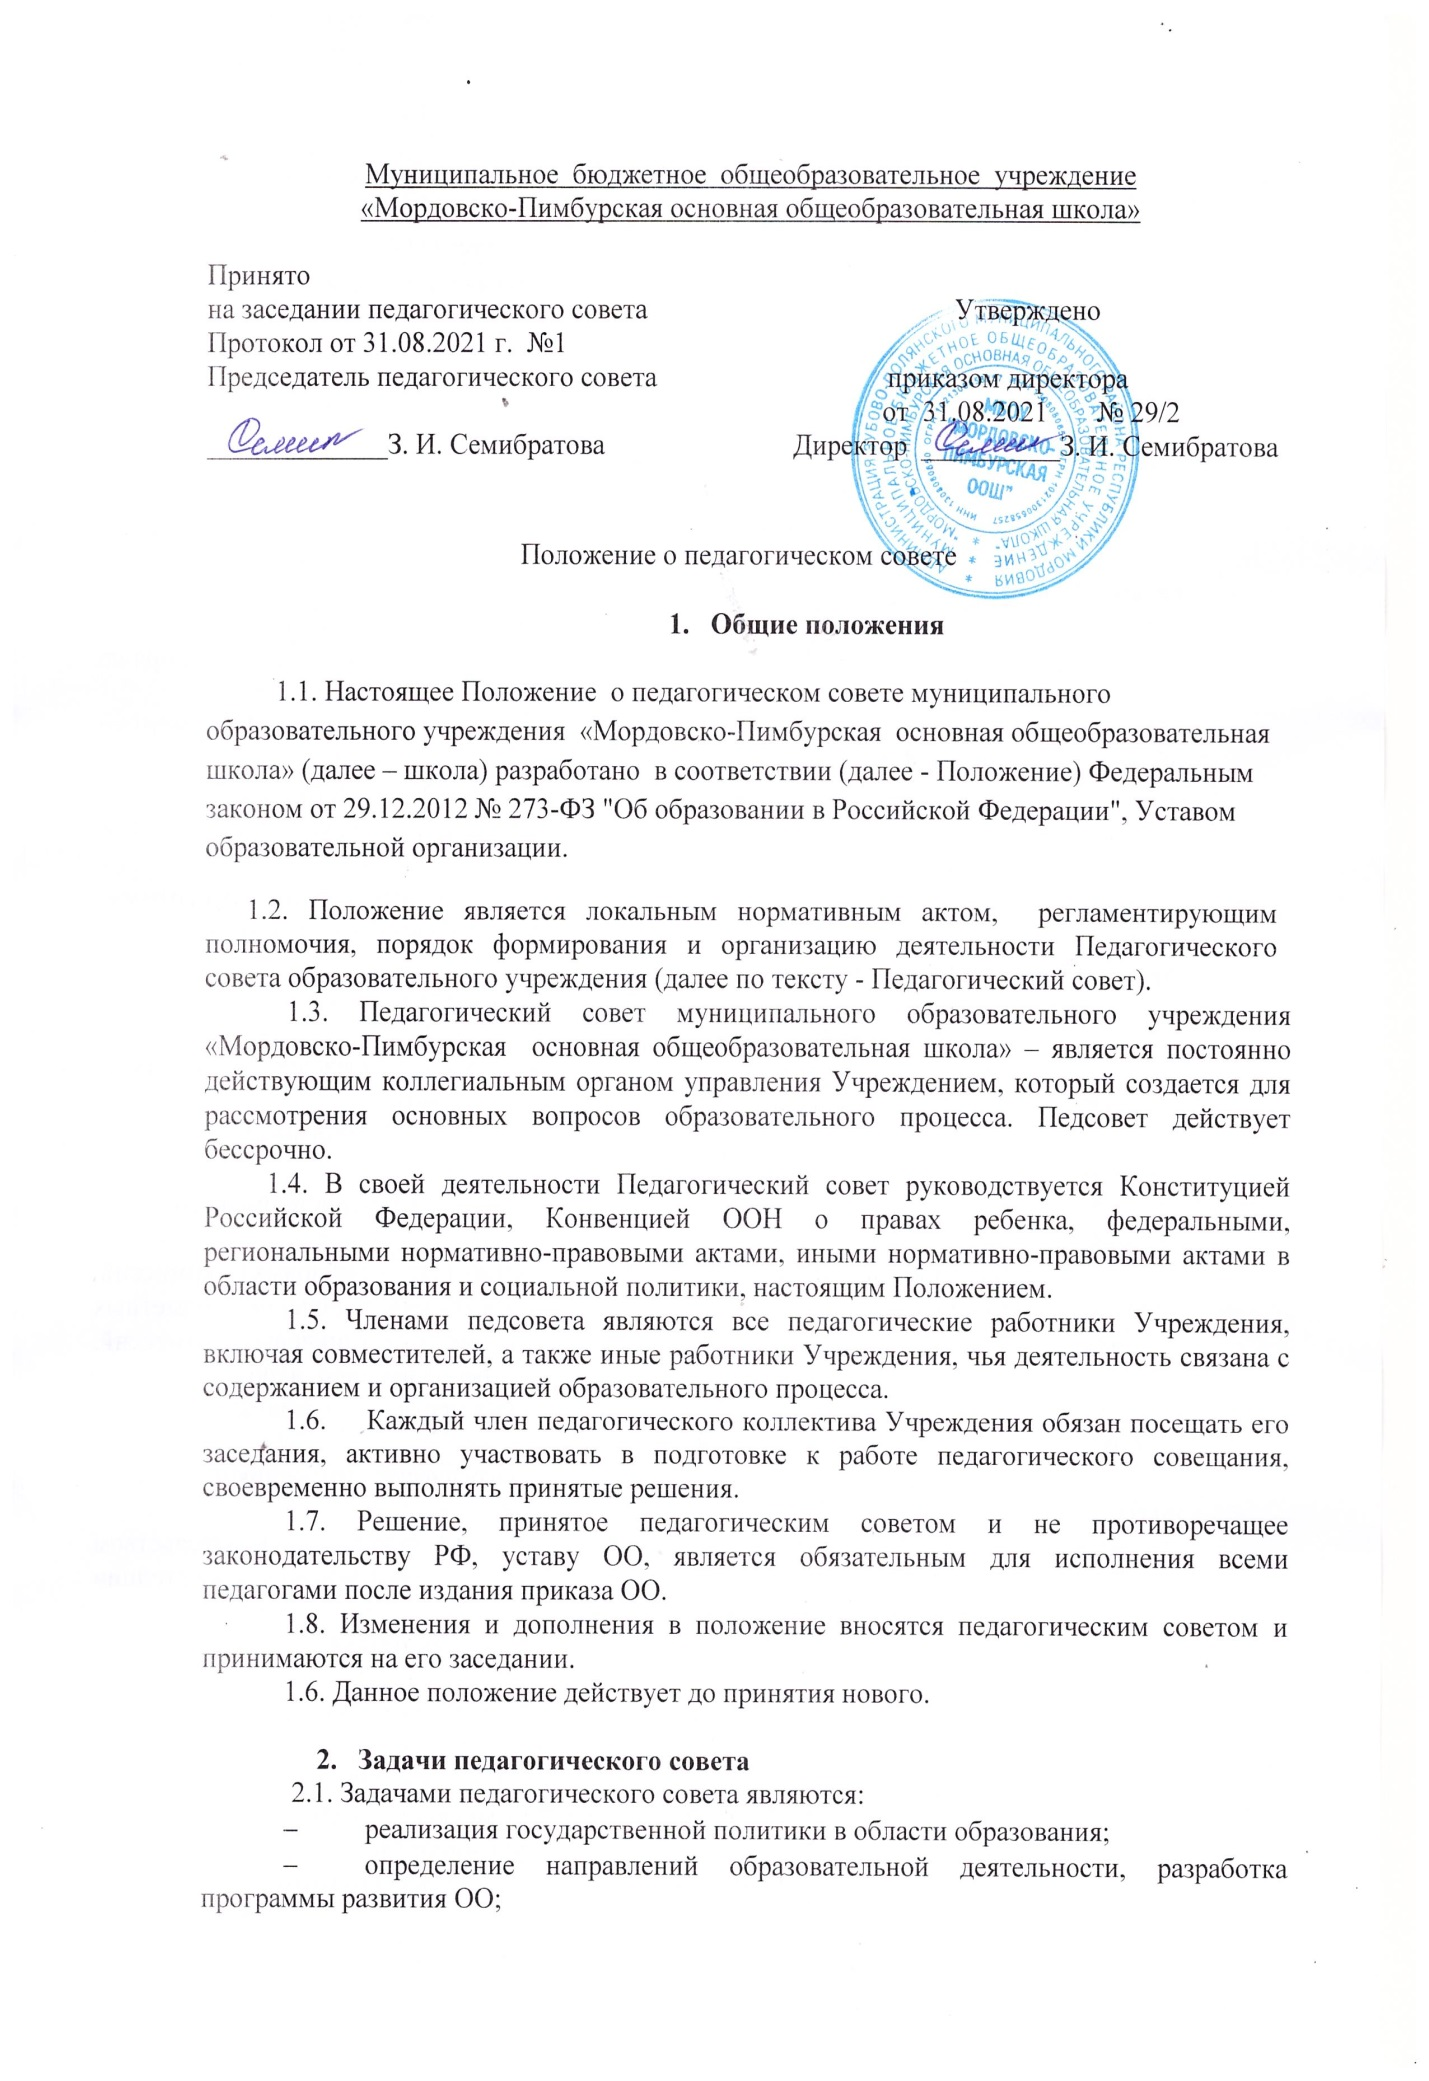 Муниципальное бюджетное общеобразовательное учреждение
«Мордовско-Пимбурская основная общеобразовательная школа»
Принято
на заседании педагогического совета Утверждено
Протокол от 31.08.2021 г. №1
Председатель педагогического совета приказом директора
от 31.08.2021 № 29/2
З. И. Семибратова Директор З. И. Семибратова
МБОУ
"МОРДОВСКО-
ПИМБУРСКАЯ
ООШ"
Положение о педагогическом совете
1. Общие положения
1.1. Настоящее Положение о педагогическом совете муниципального
образовательного учреждения «Мордовско-Пимбурская основная общеобразовательная
школа» (далее – школа) разработано в соответствии (далее - Положение) Федеральным
законом от 29.12.2012 № 273-ФЗ "Об образовании в Российской Федерации", Уставом
образовательной организации.
1.2. Положение является локальным нормативным актом, регламентирующим
полномочия, порядок формирования и организацию деятельности Педагогического
совета образовательного учреждения (далее по тексту - Педагогический совет).
1.3. Педагогический совет муниципального образовательного учреждения
«Мордовско-Пимбурская основная общеобразовательная школа» – является постоянно
действующим коллегиальным органом управления Учреждением, который создается для
рассмотрения основных вопросов образовательного процесса. Педсовет действует
бессрочно.
1.4. В своей деятельности Педагогический совет руководствуется Конституцией
Российской Федерации, Конвенцией ООН о правах ребенка, федеральными,
региональными нормативно-правовыми актами, иными нормативно-правовыми актами в
области образования и социальной политики, настоящим Положением.
1.5. Членами педсовета являются все педагогические работники Учреждения,
включая совместителей, а также иные работники Учреждения, чья деятельность связана с
содержанием и организацией образовательного процесса.
1.6. Каждый член педагогического коллектива Учреждения обязан посещать его
заседания, активно участвовать в подготовке к работе педагогического совещания,
своевременно выполнять принятые решения.
1.7. Решение, принятое педагогическим советом и не противоречащее
законодательству РФ, уставу ОО, является обязательным для исполнения всеми
педагогами после издания приказа ОО.
1.8. Изменения и дополнения в положение вносятся педагогическим советом и
принимаются на его заседании.
1.6. Данное положение действует до принятия нового.
2. Задачи педагогического совета
2.1. Задачами педагогического совета являются:
– реализация государственной политики в области образования;
– определение направлений образовательной деятельности, разработка
программы развития ОО;